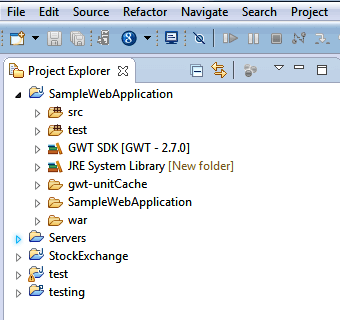 File Edit Source Refactor Navigate Search Project
Project Explorer
SampleWebApplication
src
test
GWT SDK [GWT - 2.7.0]
JRE System Library [New folder]
gwt-unitCache
SampleWebApplication
war
Servers
StockExchange
test
testing